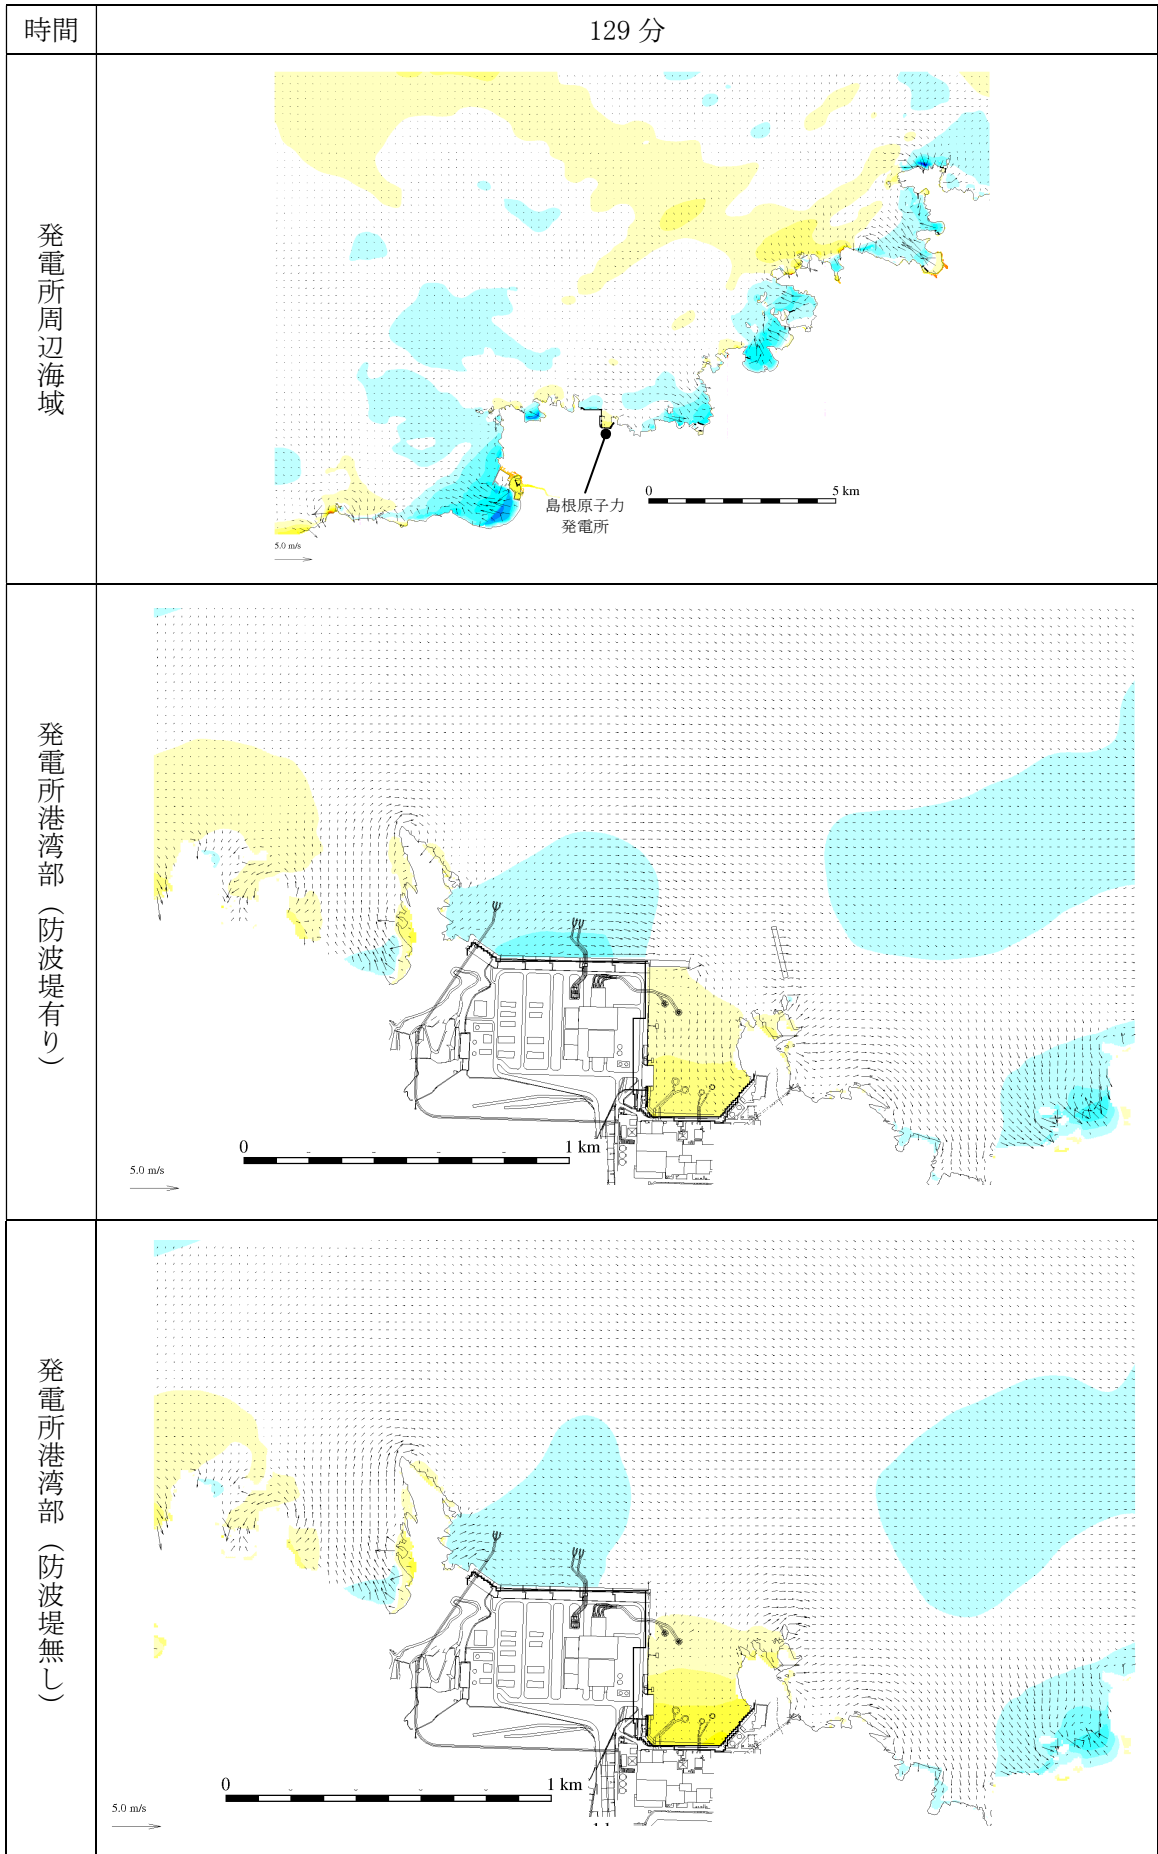 時間
129 分
発電所周辺海域
島根原子力
発電所
0 5 km
5.0 m/s
発電所港湾部（防波堤有り）
0 1 km
5.0 m/s
発電所港湾部（防波堤無し）
0 1 km
5.0 m/s